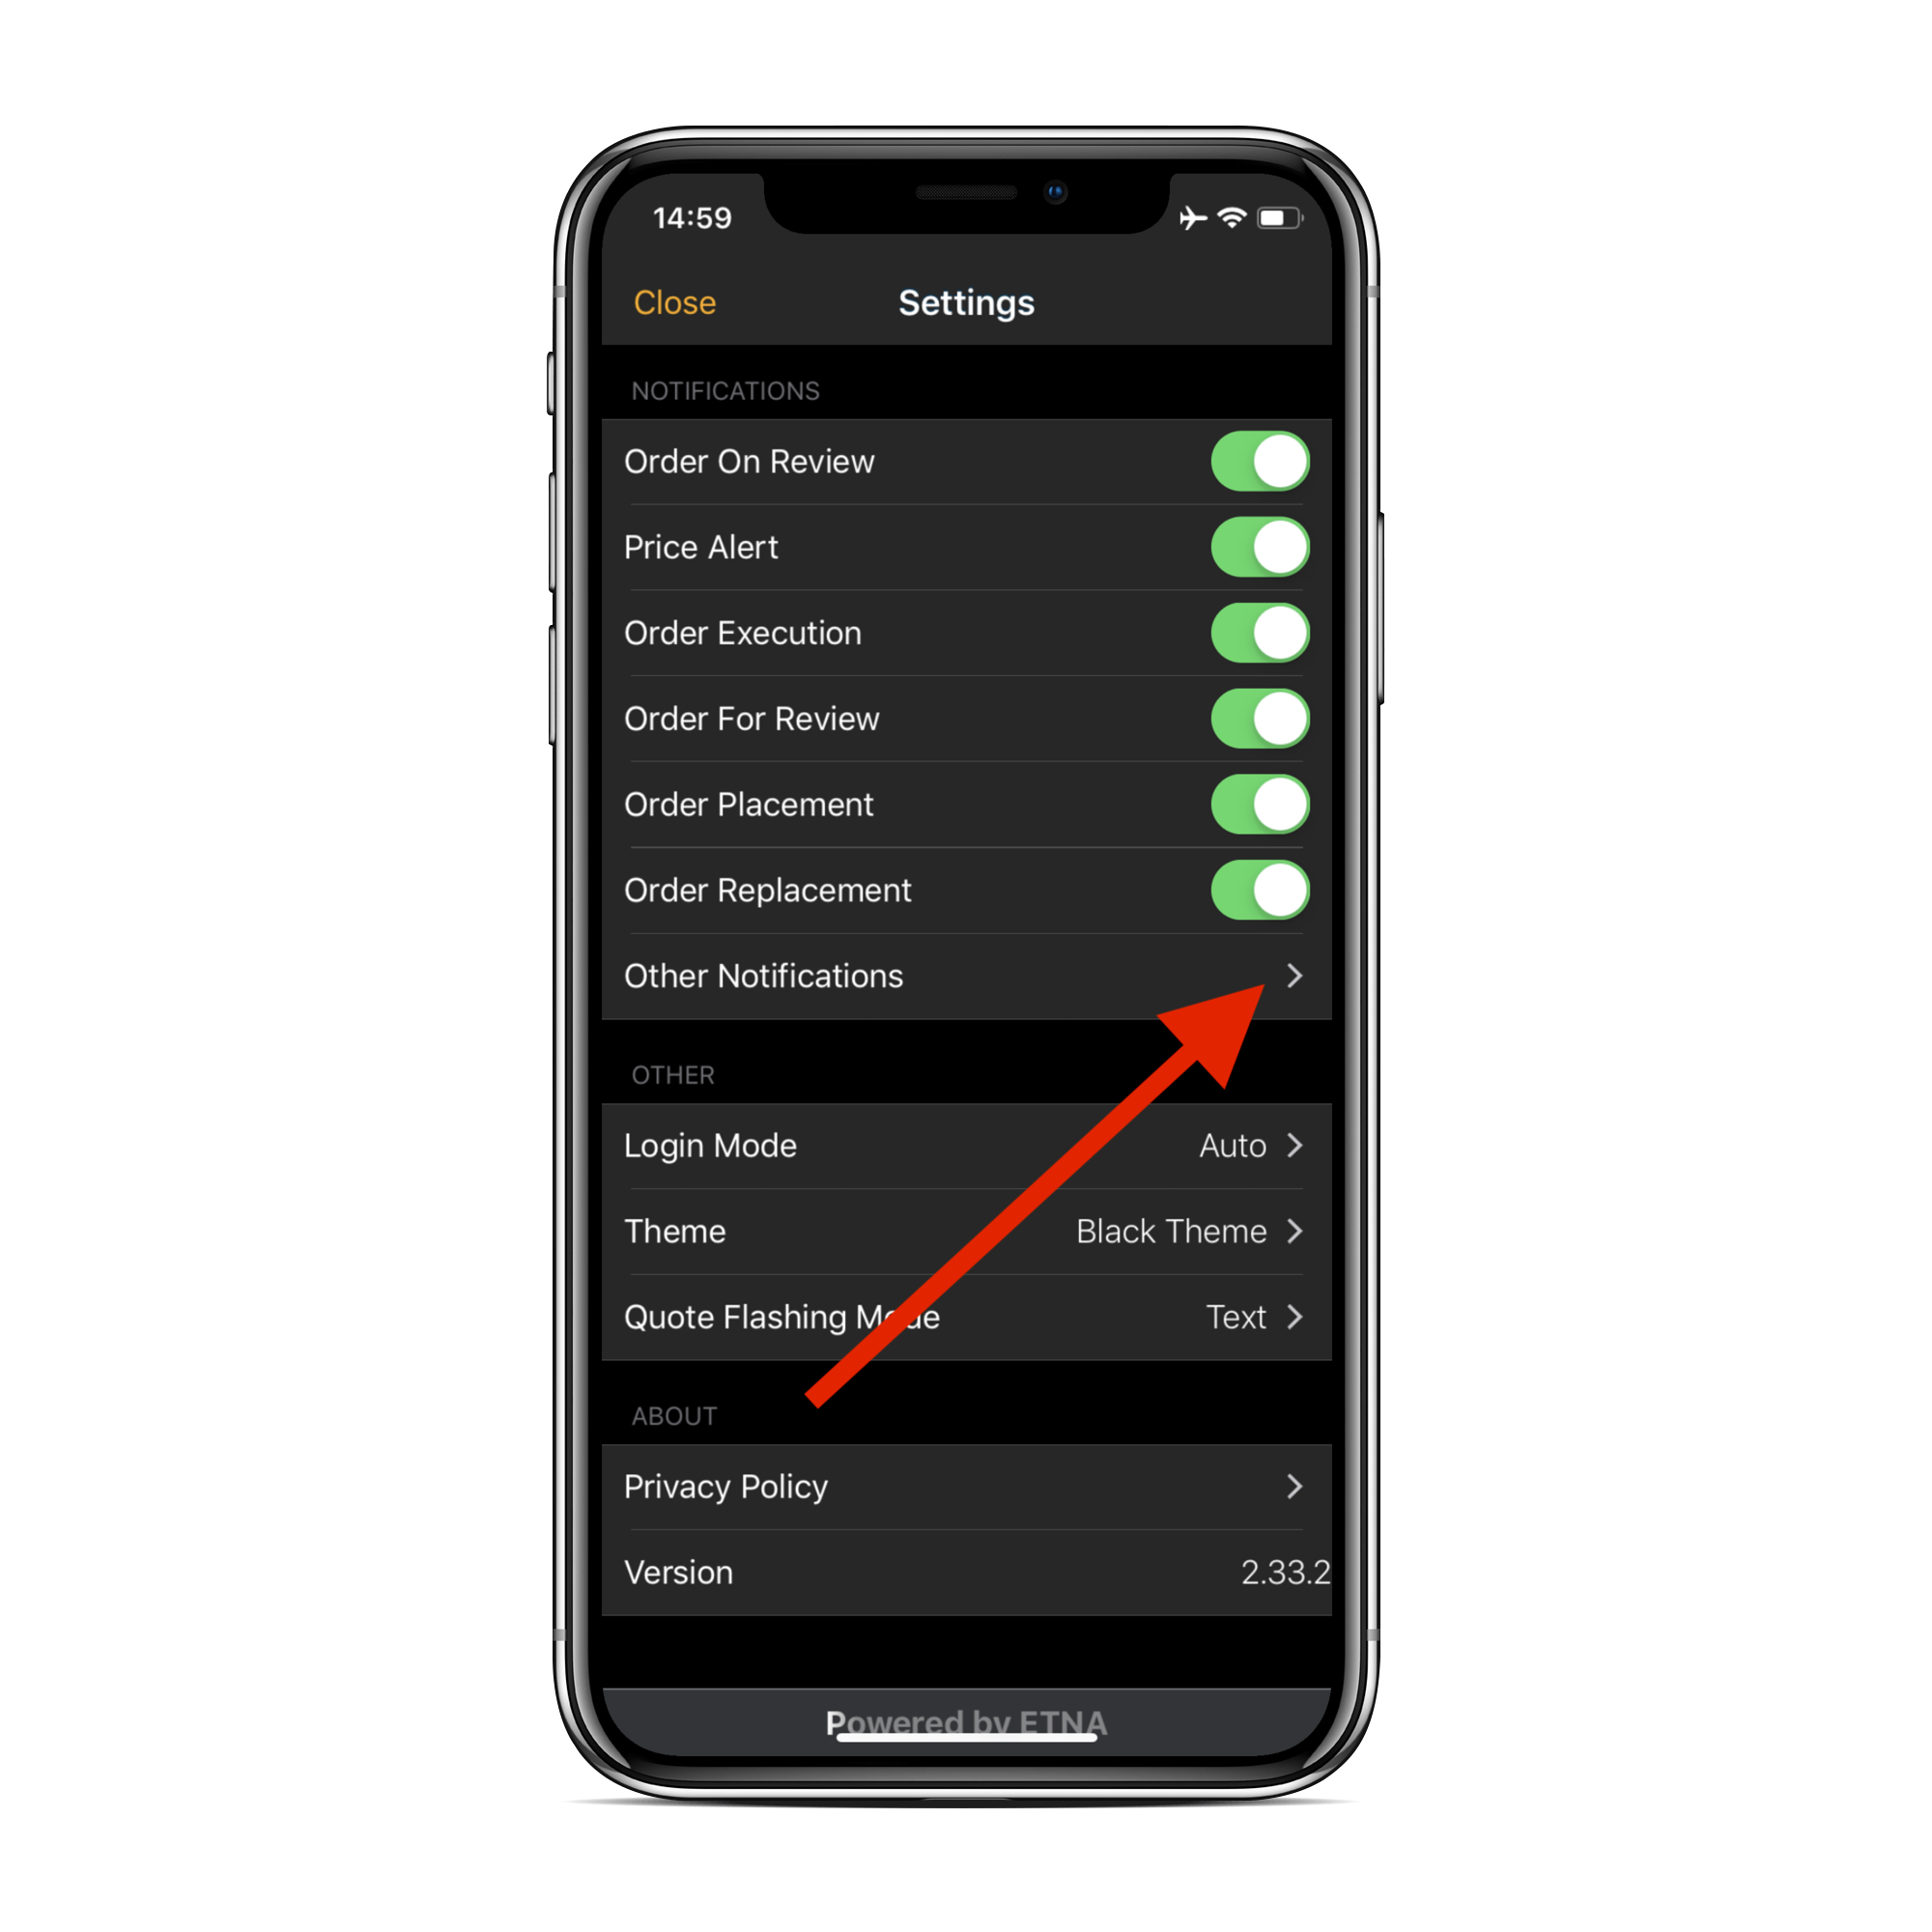 14:59
Close Settings
NOTIFICATIONS
Order On Review
Price Alert
Order Execution
Order For Review
Order Placement
Order Replacement
Other Notifications
OTHER
Login Mode Auto
Theme Black Theme
Quote Flashing Mode Text
ABOUT
Privacy Policy
Version 2.33.2
Powered by ETNA